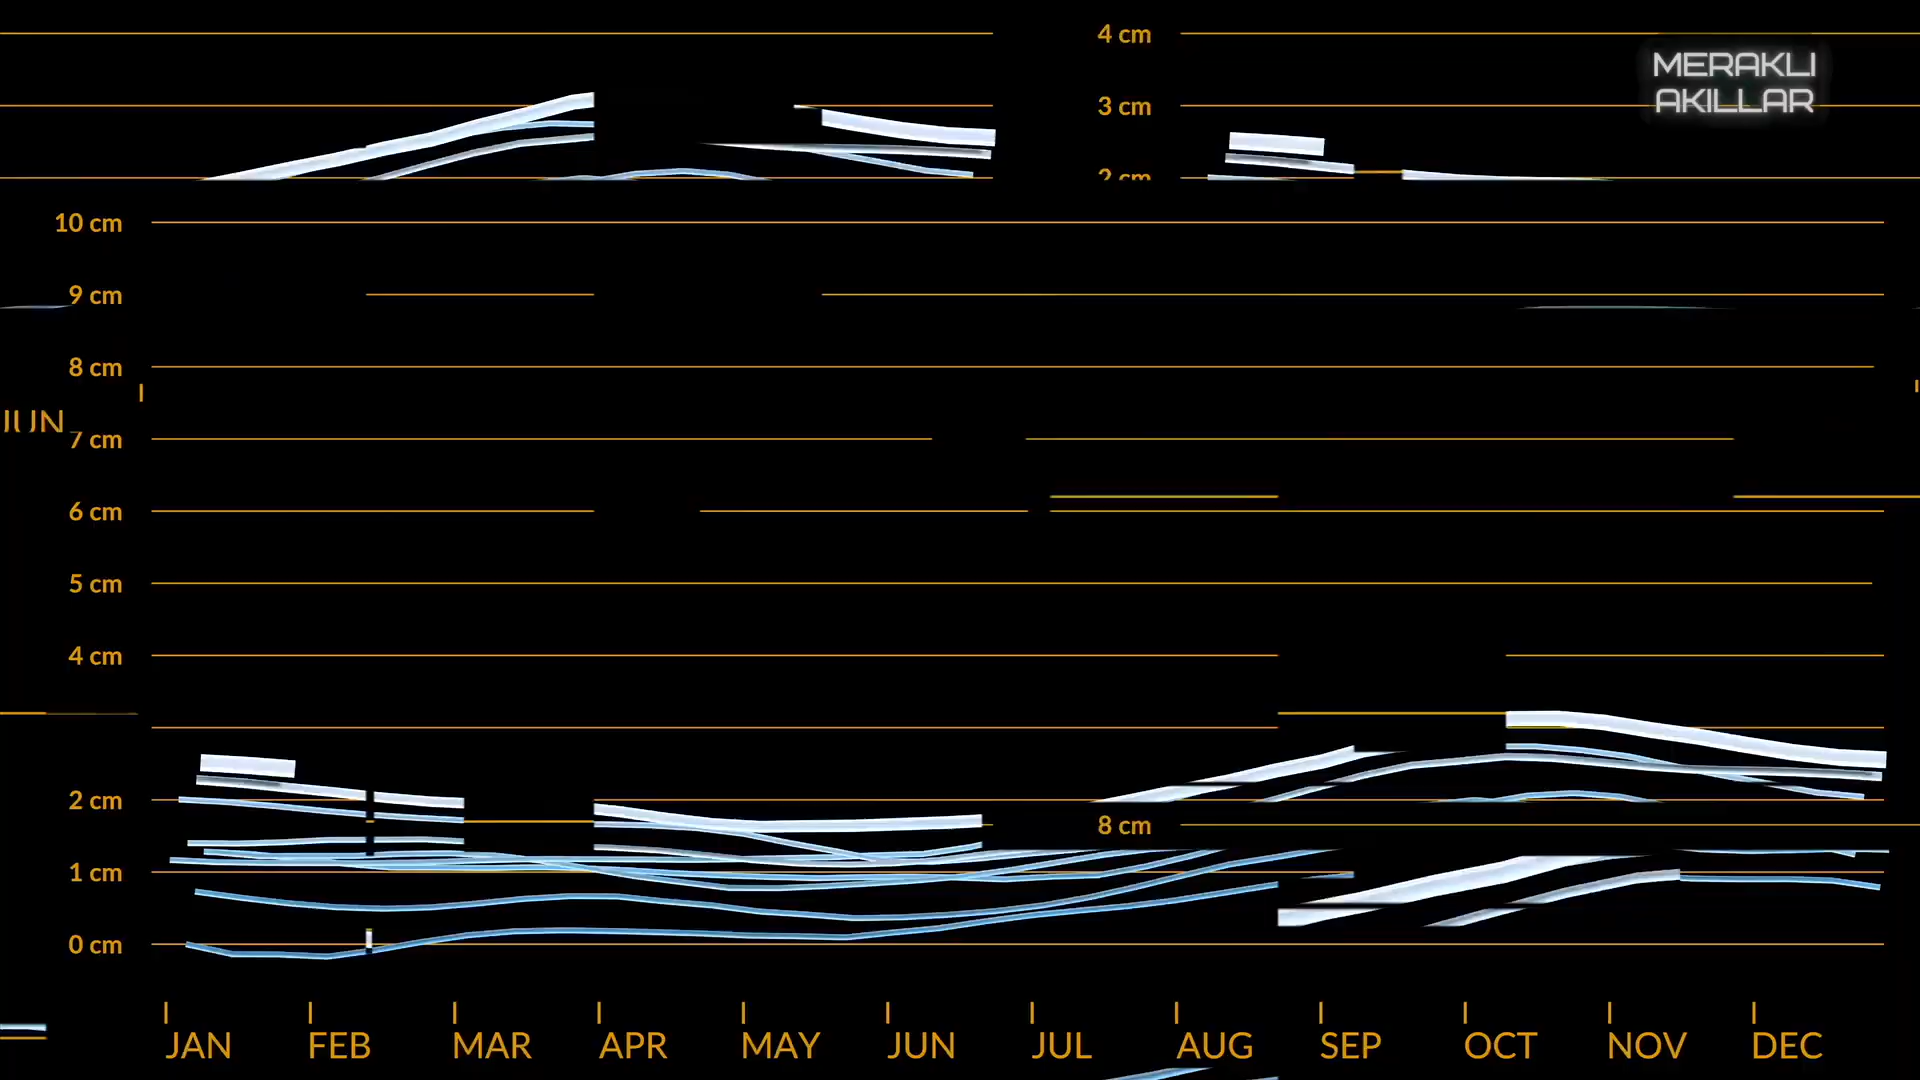 4 cm
MERAKLI
3 cm
AKILLAR
2 cm
10 cm
9 cm
8 cm
JUN
7 cm
6 cm
5 cm
4 cm
2 cm
8 cm
1 cm
0 cm
JAN FEB MAR APR MAY JUN JUL AUG SEP OCT NOV DEC